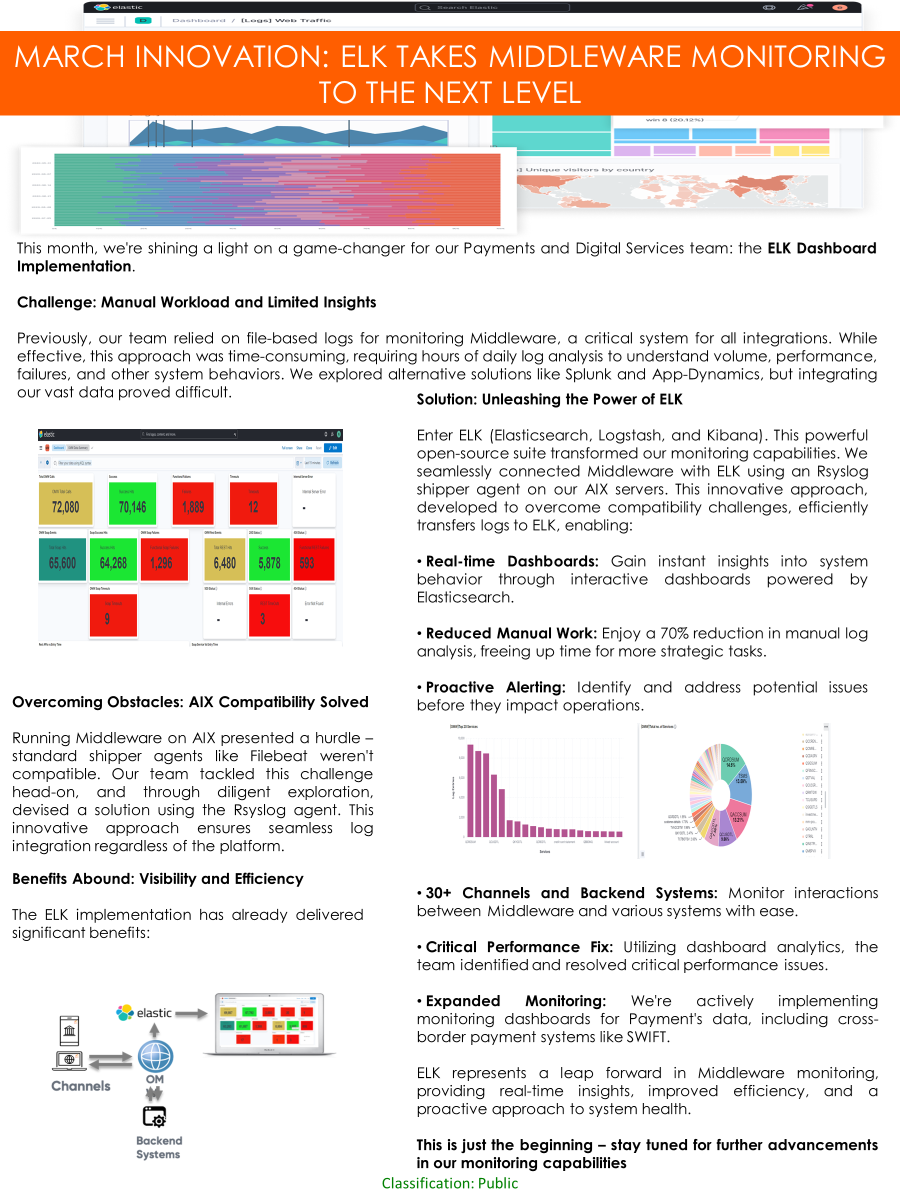 elastic
Search Elastic
Dashboard / [Logs] Web Traffic
MARCH INNOVATION: ELK TAKES MIDDLEWARE MONITORING
TO THE NEXT LEVEL
win 8 (20.12%)
Unique visitors by country
This month, we're shining a light on a game-changer for our Payments and Digital Services team: the ELK Dashboard
Implementation.
Challenge: Manual Workload and Limited Insights
Previously, our team relied on file-based logs for monitoring Middleware, a critical system for all integrations. While
effective, this approach was time-consuming, requiring hours of daily log analysis to understand volume, performance,
failures, and other system behaviors. We explored alternative solutions like Splunk and App-Dynamics, but integrating
our vast data proved difficult.
elastic
72,080
70,146
1,889
12
-
65,600
64,268
1,296
6,480
5,878
593
9
-
3
-
Overcoming Obstacles: AIX Compatibility Solved
Running Middleware on AIX presented a hurdle –
standard shipper agents like Filebeat weren't
compatible. Our team tackled this challenge
head-on, and through diligent exploration,
devised a solution using the Rsyslog agent. This
innovative approach ensures seamless log
integration regardless of the platform.
Benefits Abound: Visibility and Efficiency
The ELK implementation has already delivered
significant benefits:
elastic
Channels
OM
Backend
Systems
Solution: Unleashing the Power of ELK
Enter ELK (Elasticsearch, Logstash, and Kibana). This powerful
open-source suite transformed our monitoring capabilities. We
seamlessly connected Middleware with ELK using an Rsyslog
shipper agent on our AIX servers. This innovative approach,
developed to overcome compatibility challenges, efficiently
transfers logs to ELK, enabling:
• Real-time Dashboards: Gain instant insights into system
behavior through interactive dashboards powered by
Elasticsearch.
• Reduced Manual Work: Enjoy a 70% reduction in manual log
analysis, freeing up time for more strategic tasks.
• Proactive Alerting: Identify and address potential issues
before they impact operations.
Services
• 30+ Channels and Backend Systems: Monitor interactions
between Middleware and various systems with ease.
• Critical Performance Fix: Utilizing dashboard analytics, the
team identified and resolved critical performance issues.
• Expanded Monitoring: We're actively implementing
monitoring dashboards for Payment's data, including cross-
border payment systems like SWIFT.
ELK represents a leap forward in Middleware monitoring,
providing real-time insights, improved efficiency, and a
proactive approach to system health.
This is just the beginning – stay tuned for further advancements
in our monitoring capabilities
Classification: Public